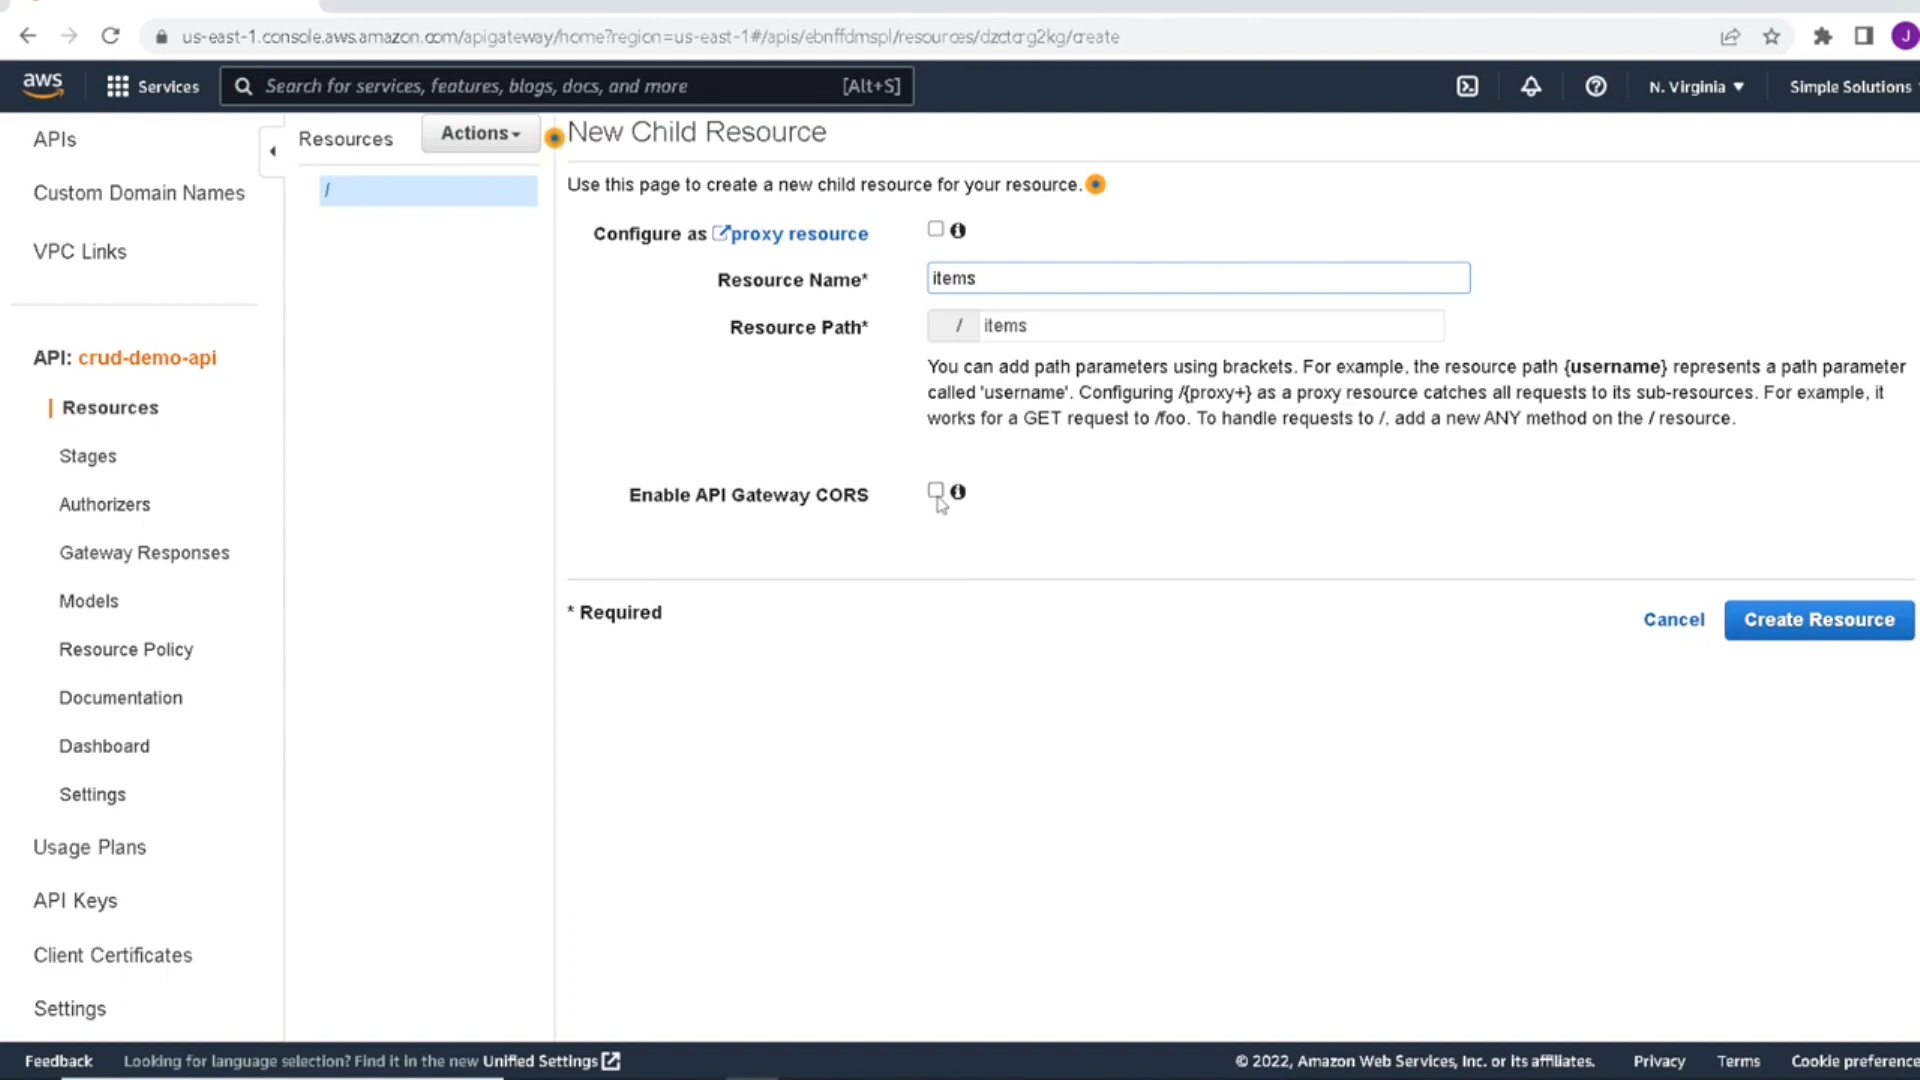 us-east-1.console.aws.amazon.com/apigateway/home?region=us-east-1#/apis/ebnffdmspl/resources/dzctcrg2kg/create
J
aws
Services
Search for services, features, blogs, docs, and more
[Alt+S]
N. Virginia
Simple Solutions
APIs
Custom Domain Names
VPC Links
API: crud-demo-api
Resources
Stages
Authorizers
Gateway Responses
Models
Resource Policy
Documentation
Dashboard
Settings
Usage Plans
API Keys
Client Certificates
Settings
Resources
Actions
/
New Child Resource
Use this page to create a new child resource for your resource.
Configure as proxy resource
Resource Name*
items
Resource Path*
/ items
You can add path parameters using brackets. For example, the resource path {username} represents a path parameter
called 'username'. Configuring /{proxy+} as a proxy resource catches all requests to its sub-resources. For example, it
works for a GET request to /foo. To handle requests to /, add a new ANY method on the / resource.
Enable API Gateway CORS
* Required
Cancel
Create Resource
Feedback
Looking for language selection? Find it in the new Unified Settings
© 2022, Amazon Web Services, Inc. or its affiliates.
Privacy
Terms
Cookie preference